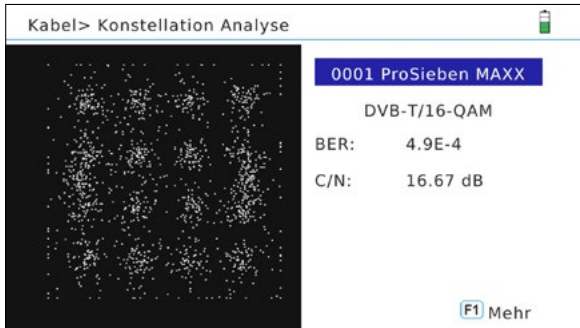 Kabel> Konstellation Analyse
0001 ProSieben MAXX
DVB-T/16-QAM
BER: 4.9E-4
C/N: 16.67 dB
F1 Mehr